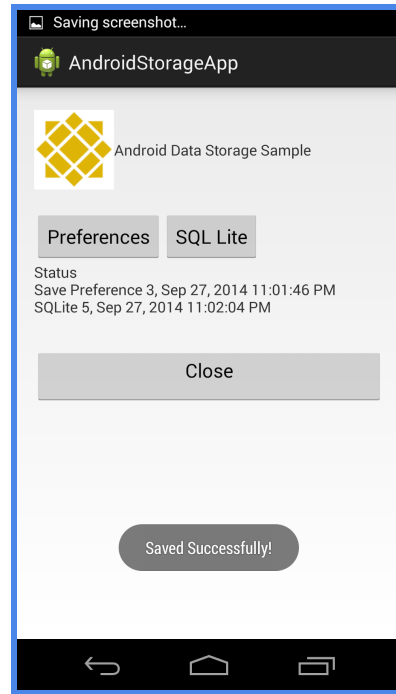 Saving screenshot...
AndroidStorageApp
Android Data Storage Sample
Preferences
SQL Lite
Status
Save Preference 3, Sep 27, 2014 11:01:46 PM
SQLite 5, Sep 27, 2014 11:02:04 PM
Close
Saved Successfully!